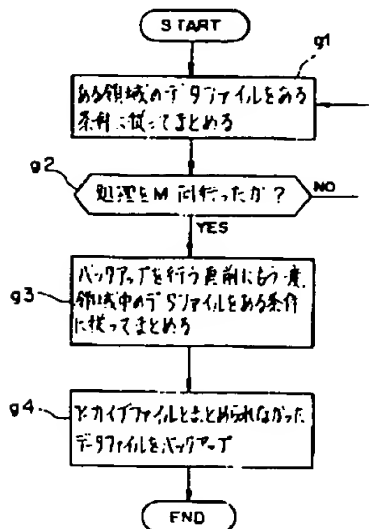 START
g1
ある領域のデータファイルをある
条件に従ってまとめる
g2
処理をM回行ったか？
NO
YES
g3
バックアップを行う直前にもう一度、
領域中のデータファイルをある条件
に従ってまとめる
g4
アーカイブファイルとまとめられなかった
データファイルをバックアップ
END